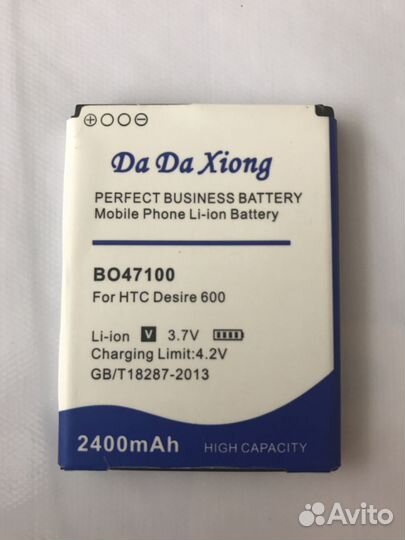 Da Da Xiong
PERFECT BUSINESS BATTERY
Mobile Phone Li-ion Battery
BO47100
For HTC Desire 600
Li-ion V 3.7V
Charging Limit:4.2V
GB/T18287-2013
2400mAh HIGH CAPACITY
Avito